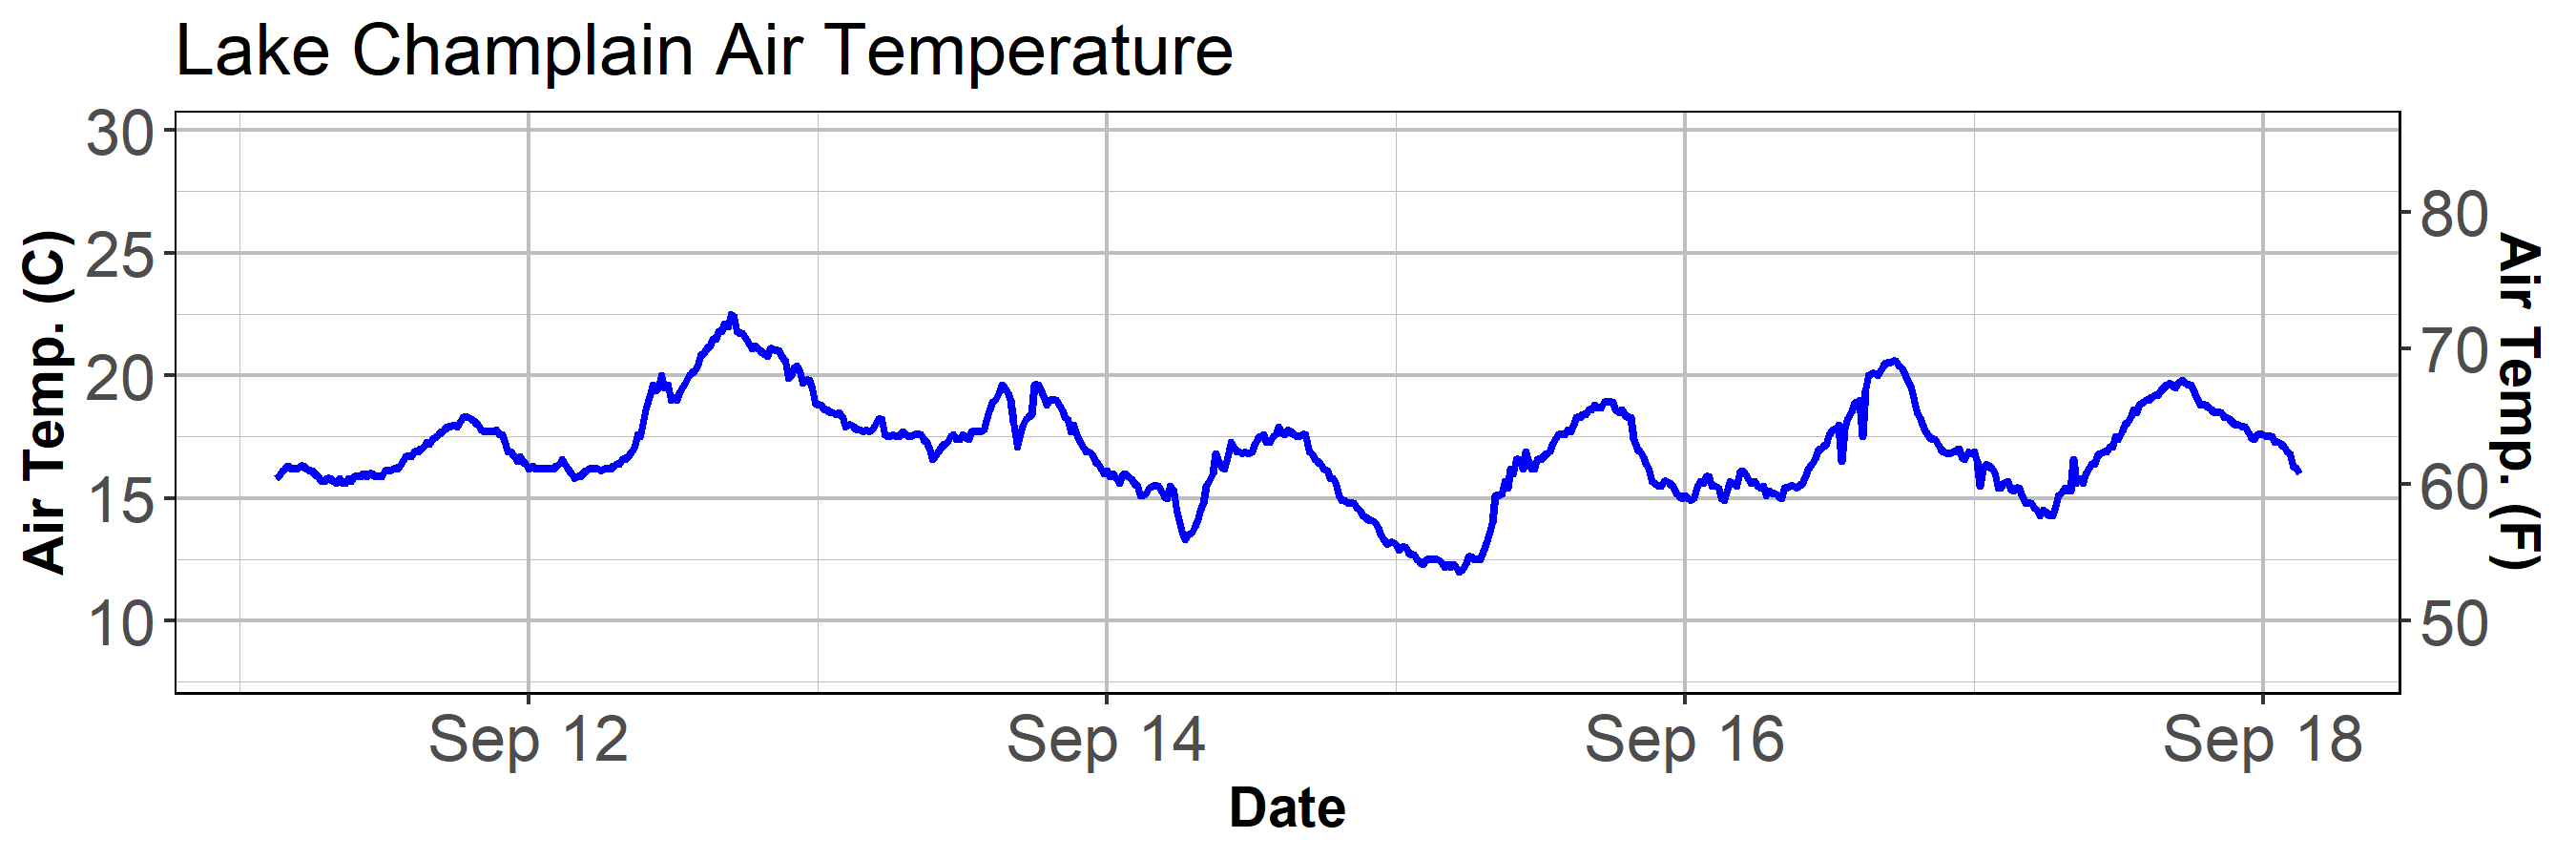 Lake Champlain Air Temperature
30
25
20
15
10
Air Temp. (C)
80
70
60
50
Air Temp. (F)
Sep 12 Sep 14 Sep 16 Sep 18
Date